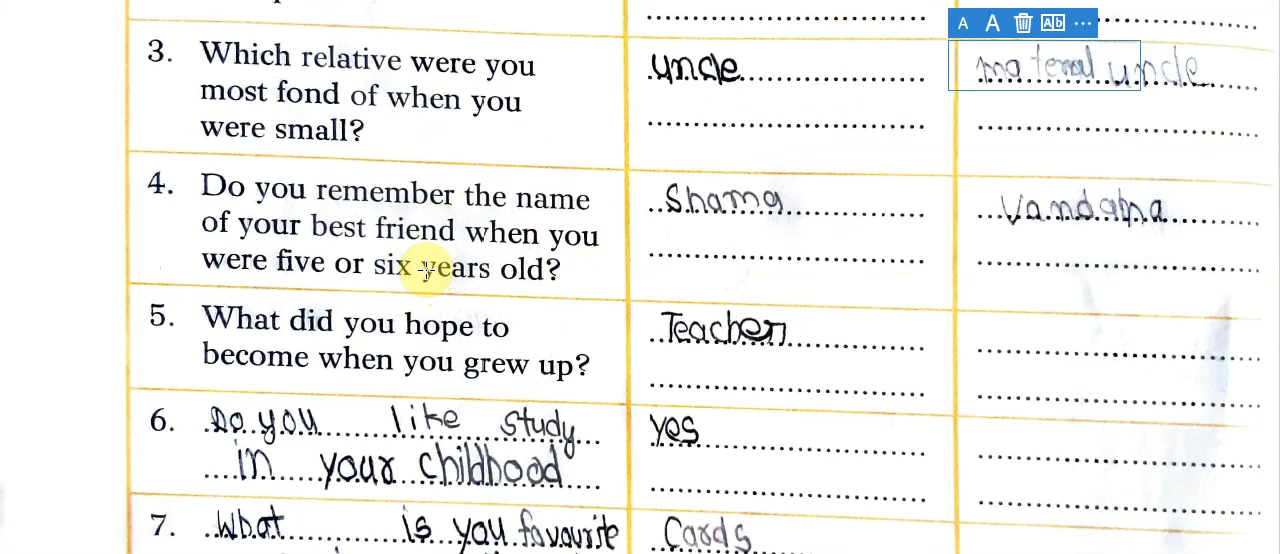 3. Which relative were you most fond of when you were small?
uncle
maternal uncle
4. Do you remember the name of your best friend when you were five or six years old?
Shama
Vandana
5. What did you hope to become when you grew up?
Teacher
6. Do you like study in your childhood
yes
7. What is you favourite
Cards